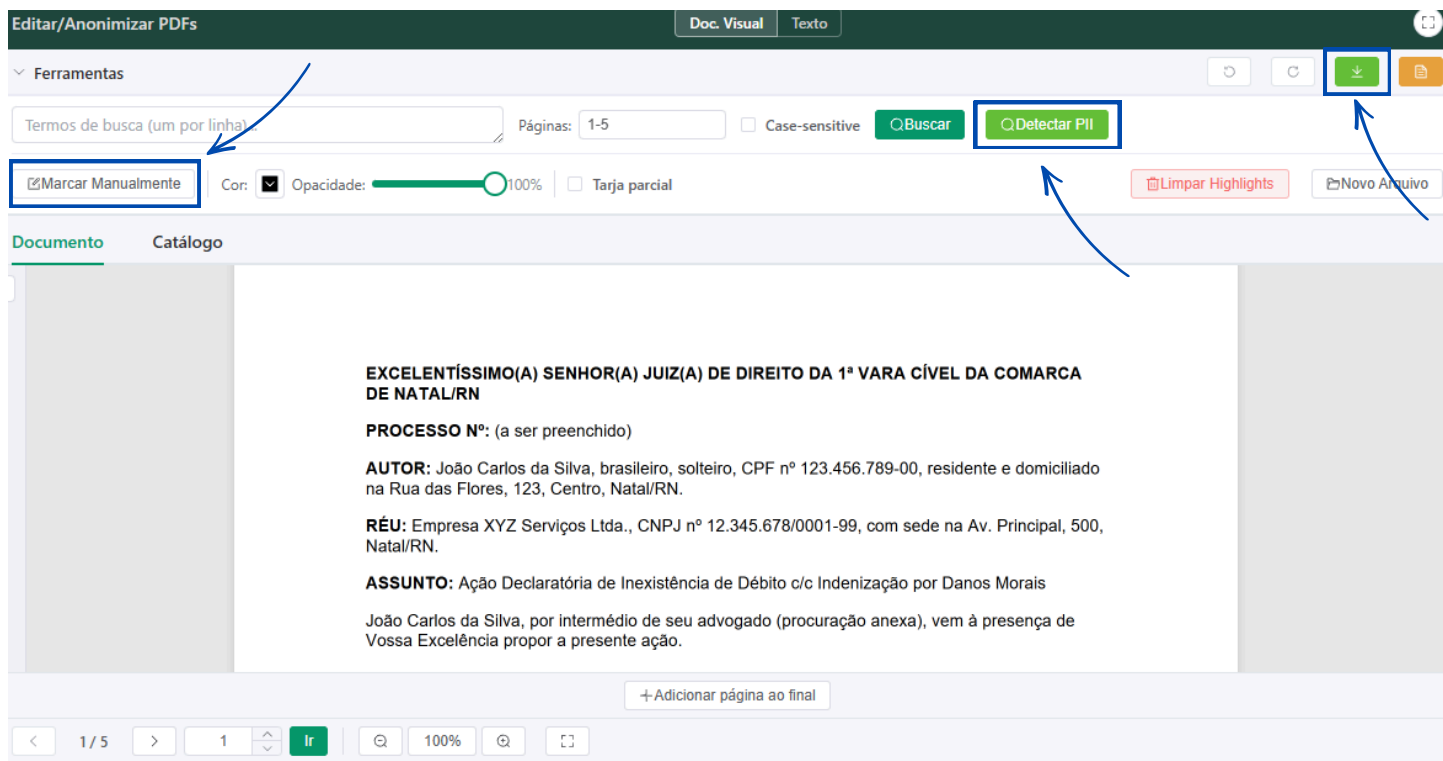 Editar/Anonimizar PDFs
Doc. Visual
Texto
Ferramentas
Termos de busca (um por linha)...
Páginas:
1-5
Case-sensitive
Buscar
Detectar PII
Marcar Manualmente
Cor:
Opacidade:
100%
Tarja parcial
Limpar Highlights
Novo Arquivo
Documento
Catálogo
EXCELENTÍSSIMO(A) SENHOR(A) JUIZ(A) DE DIREITO DA 1ª VARA CÍVEL DA COMARCA
DE NATAL/RN
PROCESSO Nº: (a ser preenchido)
AUTOR: João Carlos da Silva, brasileiro, solteiro, CPF nº 123.456.789-00, residente e domiciliado
na Rua das Flores, 123, Centro, Natal/RN.
RÉU: Empresa XYZ Serviços Ltda., CNPJ nº 12.345.678/0001-99, com sede na Av. Principal, 500,
Natal/RN.
ASSUNTO: Ação Declaratória de Inexistência de Débito c/c Indenização por Danos Morais
João Carlos da Silva, por intermédio de seu advogado (procuração anexa), vem à presença de
Vossa Excelência propor a presente ação.
Adicionar página ao final
1 / 5
1
Ir
100%